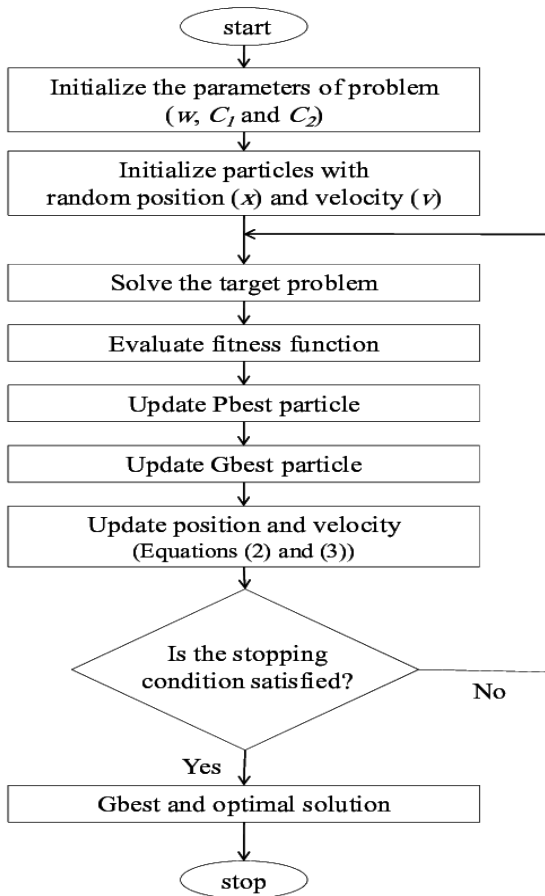 start
Initialize the parameters of problem
(w, C1 and C2)
Initialize particles with
random position (x) and velocity (v)
Solve the target problem
Evaluate fitness function
Update Pbest particle
Update Gbest particle
Update position and velocity
(Equations (2) and (3))
Is the stopping
condition satisfied?
No
Yes
Gbest and optimal solution
stop